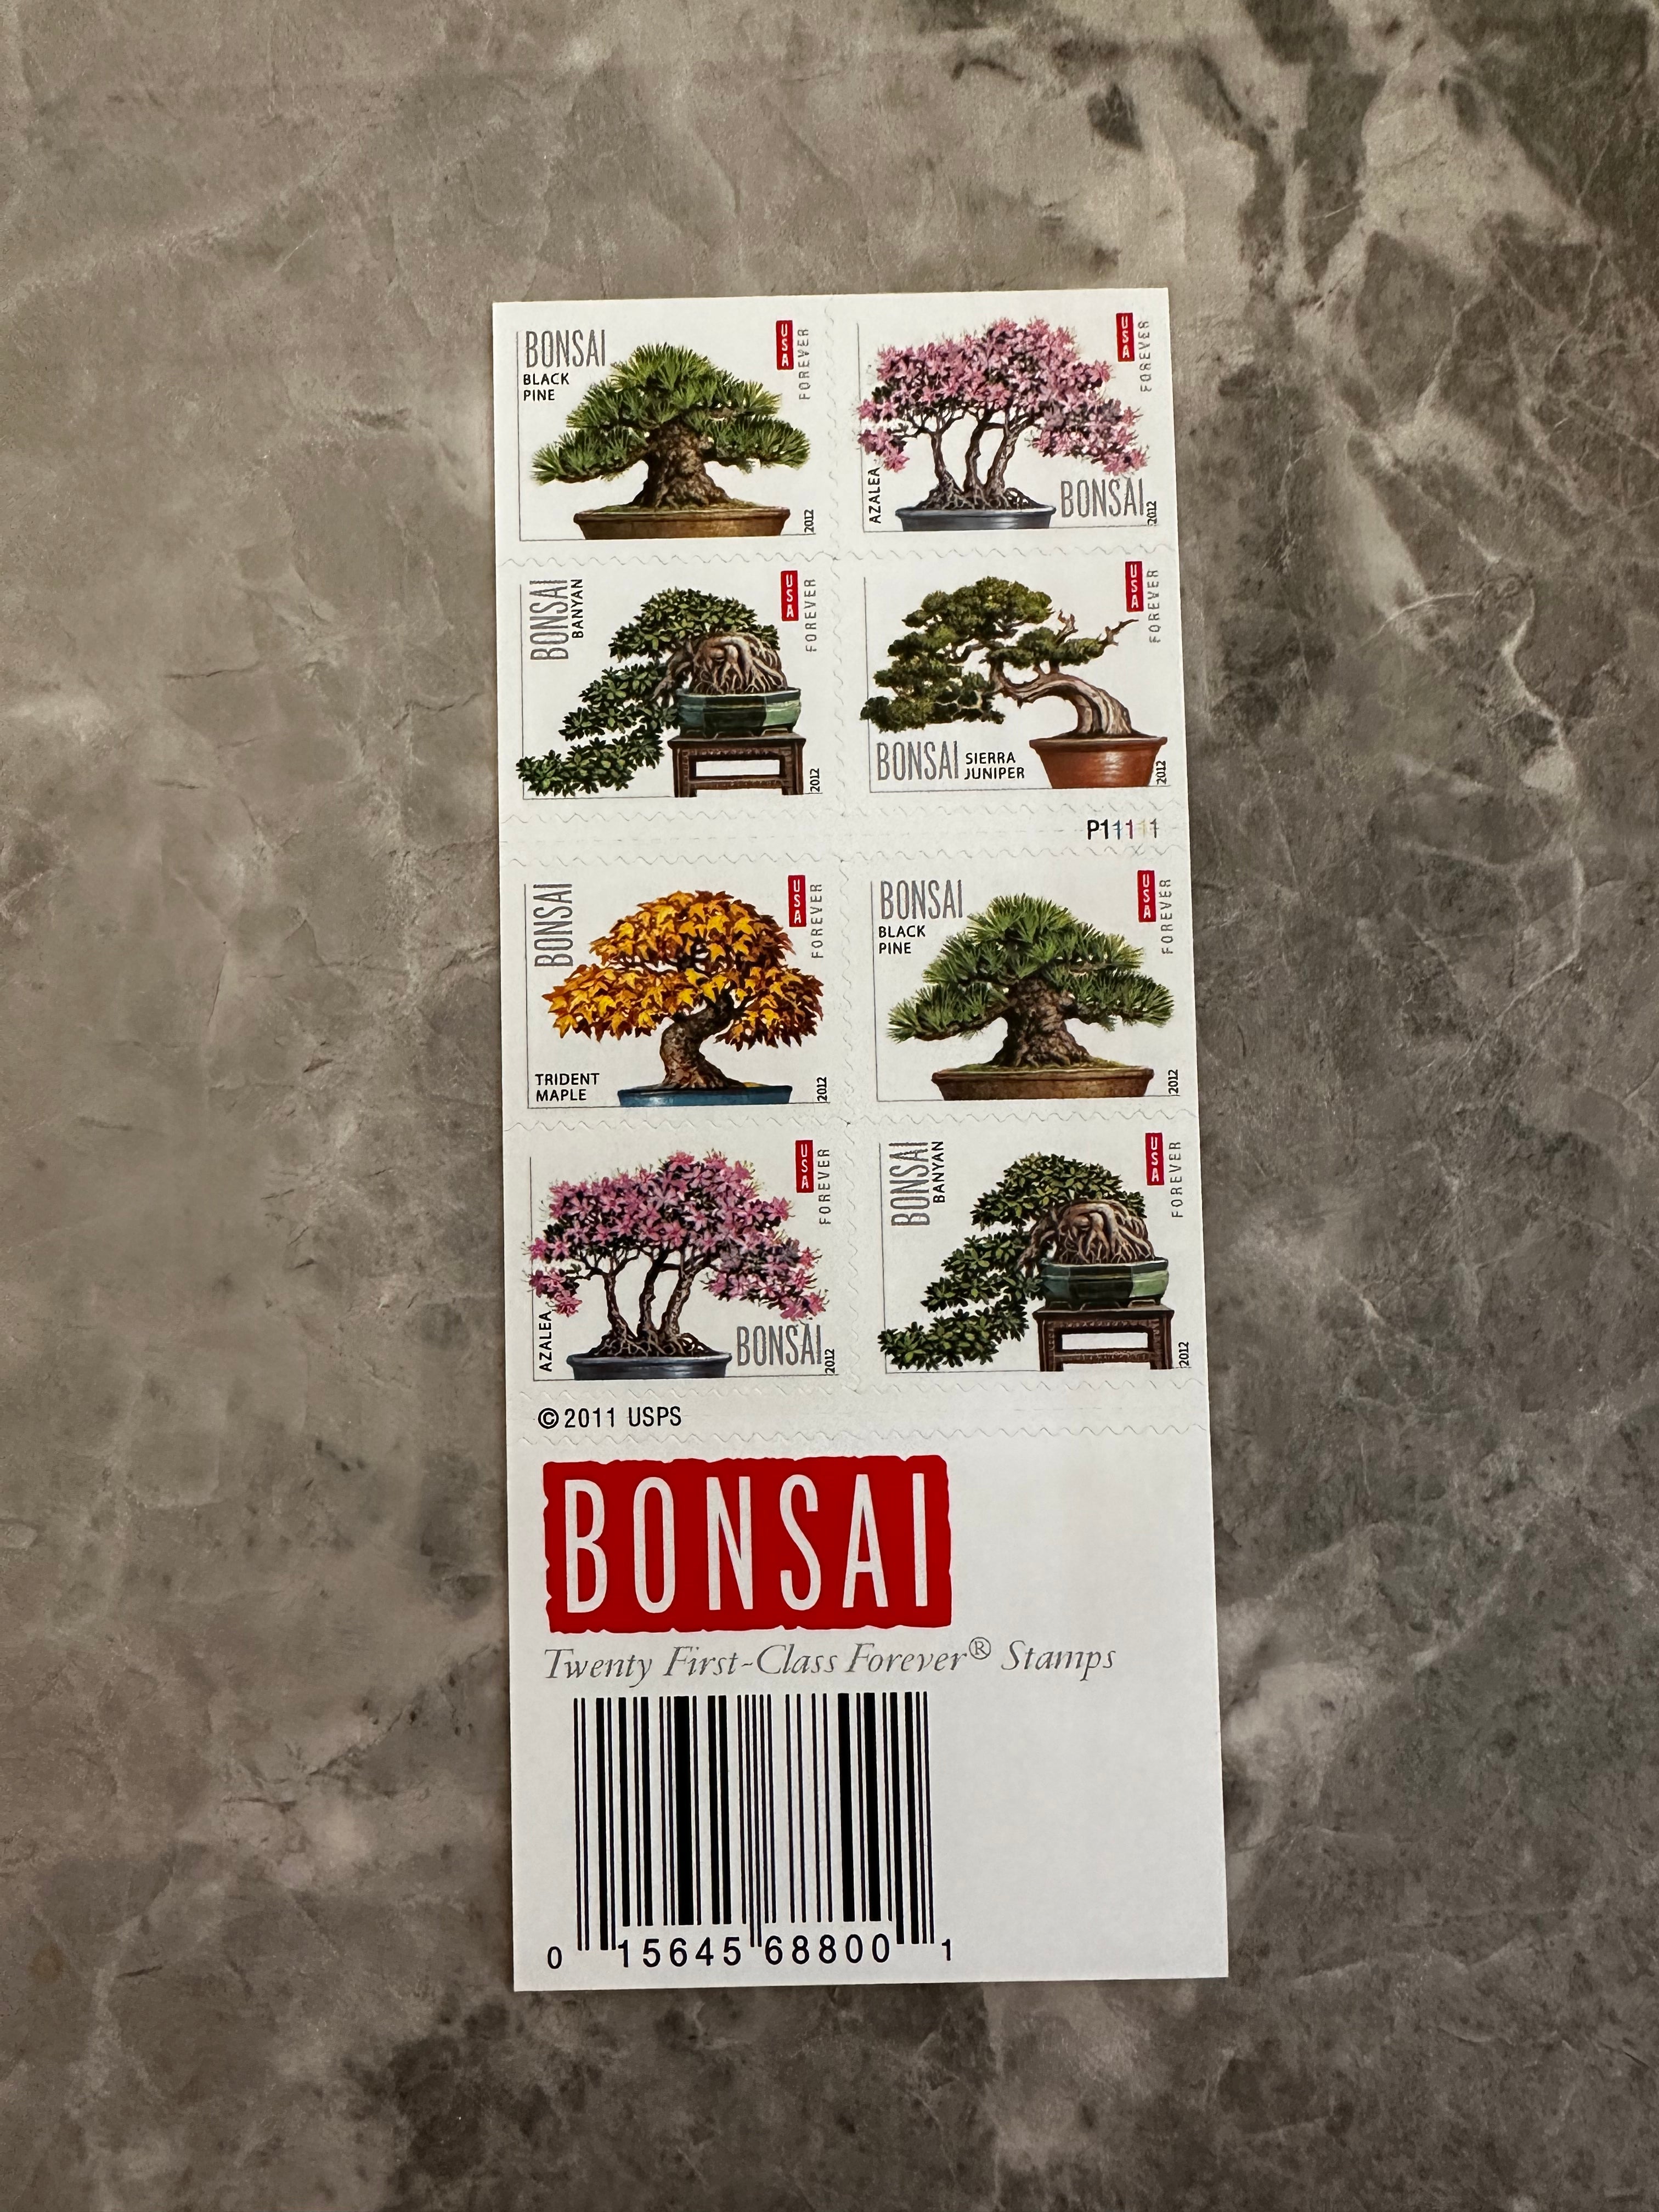 BONSAI
BLACK
PINE
USA
FOREVER
2012
USA
FOREVER
AZALEA
BONSAI
2012
BONSAI
BANYAN
USA
FOREVER
2012
USA
FOREVER
BONSAI SIERRA
JUNIPER
2012
P11111
BONSAI
USA
FOREVER
TRIDENT
MAPLE
2012
BONSAI
BLACK
PINE
USA
FOREVER
2012
USA
FOREVER
AZALEA
BONSAI
2012
BONSAI
BANYAN
USA
FOREVER
2012
©2011 USPS
BONSAI
Twenty First-Class Forever® Stamps
0 15645 68800 1